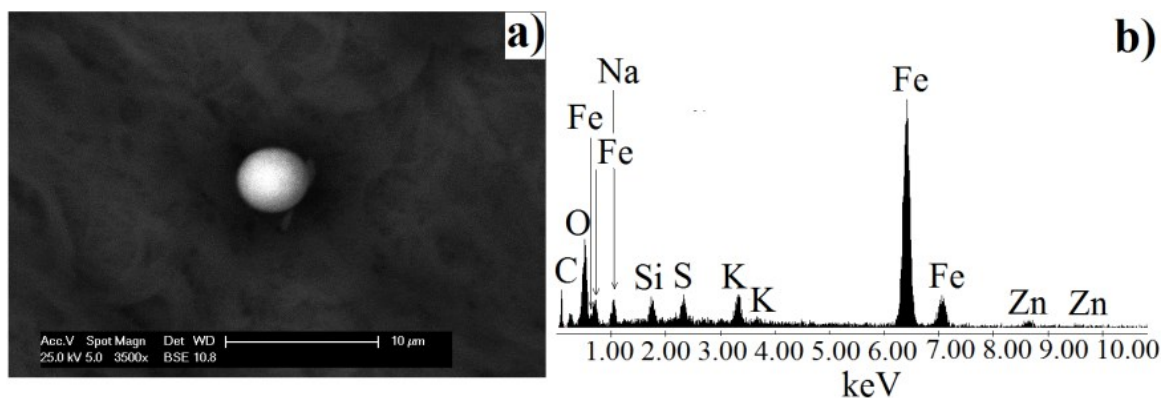 a)
Acc.V Spot Magn Det WD
10 µm
25.0 kV 5.0 3500x BSE 10.8
b)
Na
Fe
Fe
Fe
O
C
Si
S
K
K
Fe
Zn
Zn
1.00 2.00 3.00 4.00 5.00 6.00 7.00 8.00 9.00 10.00
keV